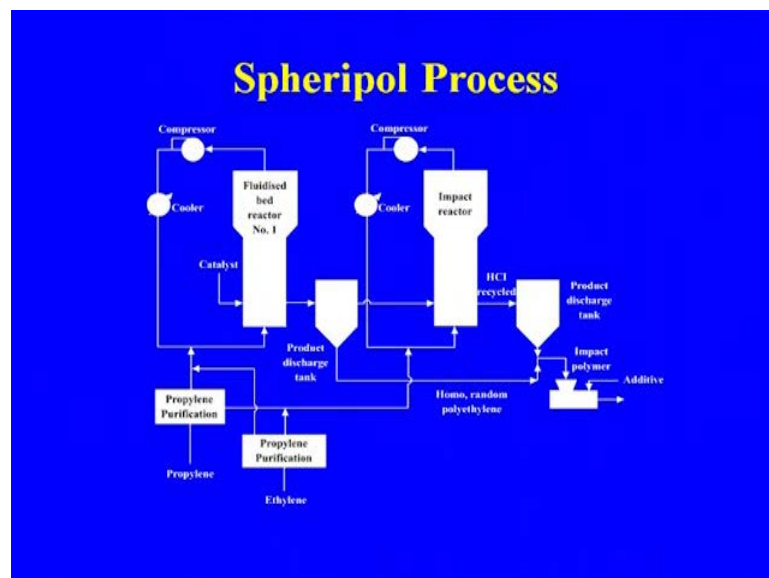 Spheripol Process
Compressor
Compressor
Fluidised
bed
reactor
No. 1
Impact
reactor
Cooler
Cooler
Catalyst
HCI
recycled
Product
discharge
tank
Product
discharge
tank
Impact
polymer
Additive
Homo, random
polyethylene
Propylene
Purification
Propylene
Purification
Propylene
Ethylene